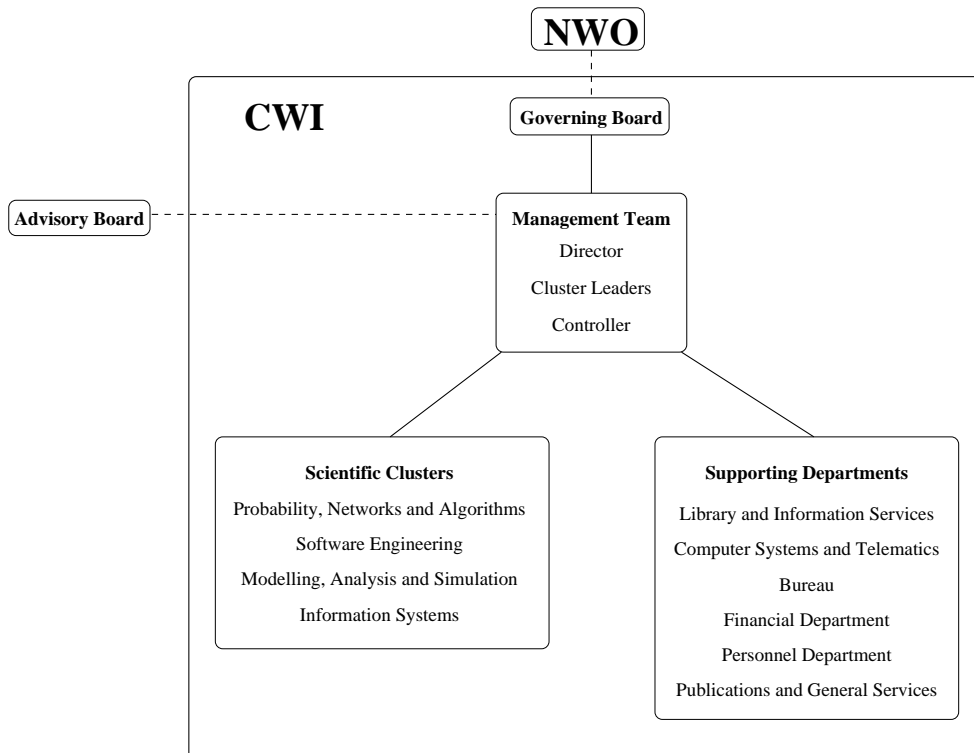 NWO
CWI
Governing Board
Advisory Board
Management Team
Director
Cluster Leaders
Controller
Scientific Clusters
Probability, Networks and Algorithms
Software Engineering
Modelling, Analysis and Simulation
Information Systems
Supporting Departments
Library and Information Services
Computer Systems and Telematics
Bureau
Financial Department
Personnel Department
Publications and General Services